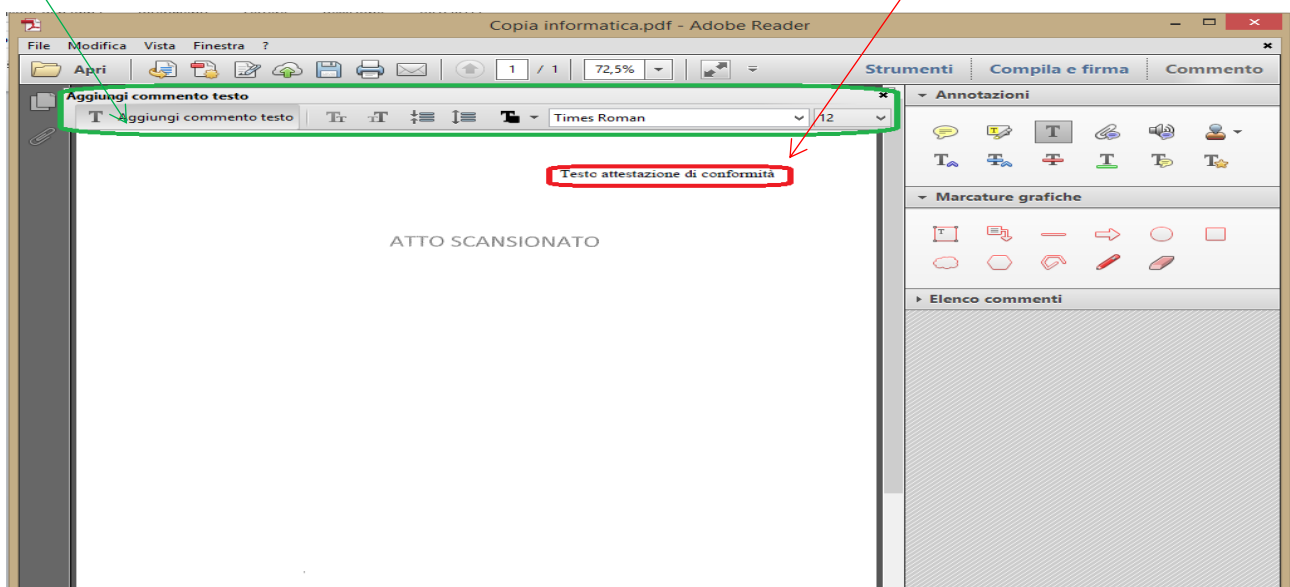 Copia informatica.pdf - Adobe Reader
File Modifica Vista Finestra ?
Apri 1 / 1 72,5% Strumenti Compila e firma Commento
Aggiungi commento testo
T Aggiungi commento testo Tr T T Times Roman 12
Testo attestazione di conformità
ATTO SCANSIONATO
Annotazioni
Marcature grafiche
Elenco commenti